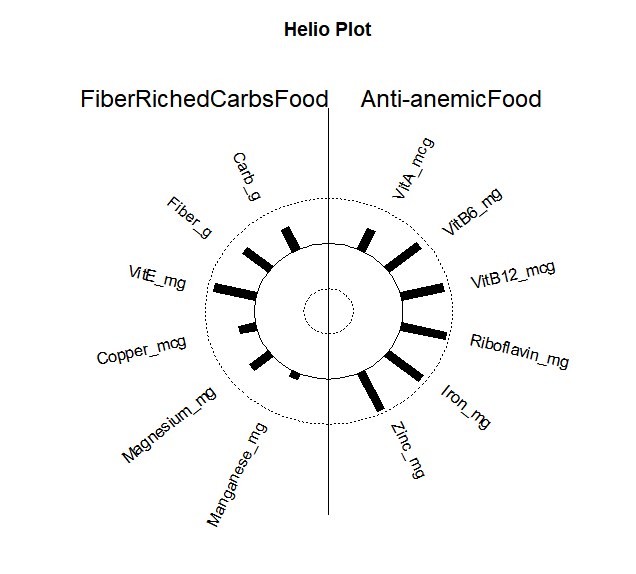 Helio Plot
FiberRichedCarbsFood
Anti-anemicFood
Carb_g
Fiber_g
VitE_mg
Copper_mcg
Magnesium_mg
Manganese_mg
VitA_mcg
VitB6_mg
VitB12_mcg
Riboflavin_mg
Iron_mg
Zinc_mg